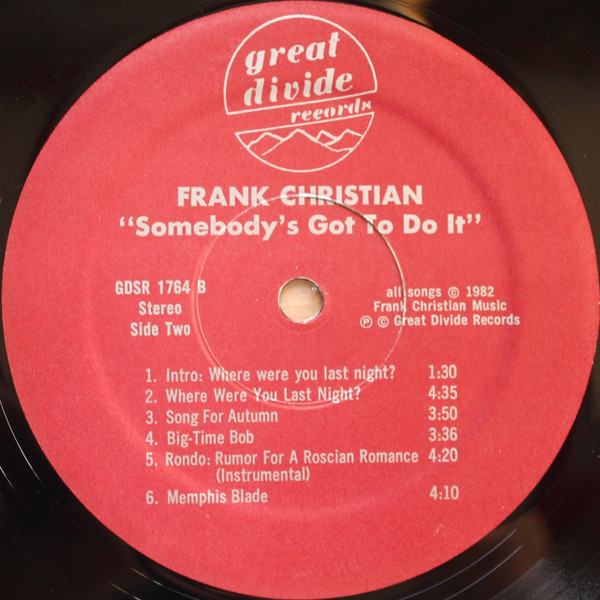 great
divide
records
FRANK CHRISTIAN
“Somebody's Got To Do It”
GDSR 1764 B
Stereo
Side Two
all songs © 1982
Frank Christian Music
℗ © Great Divide Records
1. Intro: Where were you last night? 1:30
2. Where Were You Last Night? 4:35
3. Song For Autumn 3:50
4. Big-Time Bob 3:36
5. Rondo: Rumor For A Roscian Romance 4:20
(Instrumental)
6. Memphis Blade 4:10